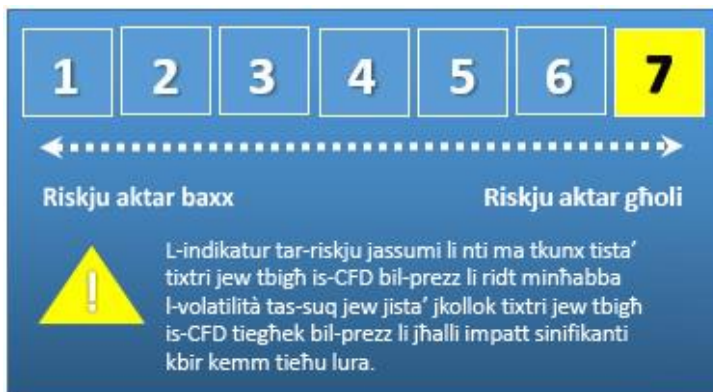 1 2 3 4 5 6 7
Riskju aktar baxx Riskju aktar għoli
!
L-indikatur tar-riskju jassumi li nti ma tkunx tista’
tixtri jew tbigħ is-CFD bil-prezz li ridt minħabba
l-volatilità tas-suq jew jista’ jkollok tixtri jew tbigħ
is-CFD tiegħek bil-prezz li jħalli impatt sinifikanti
kbir kemm tieħu lura.